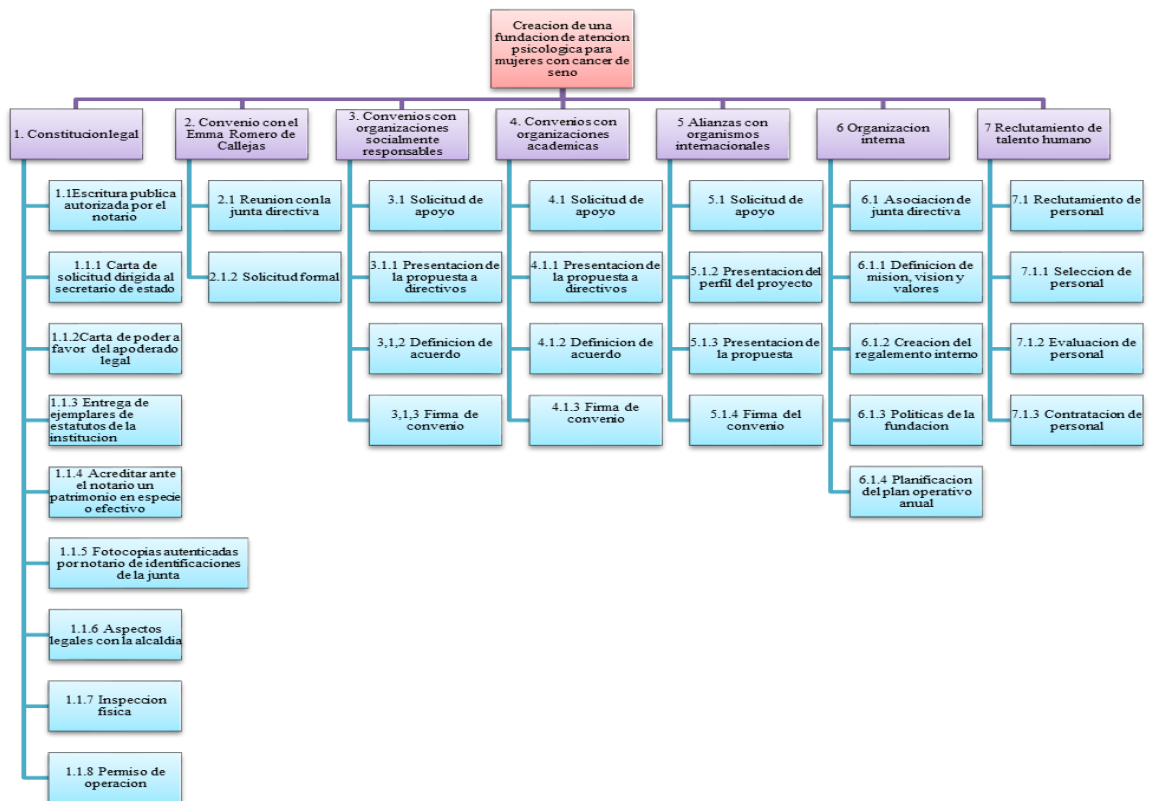 Creacion de una
fundacion de atencion
psicologica para
mujeres con cancer de
seno
1. Constitucion legal
1.1Escritura publica
autorizada por el
notario
1.1.1 Carta de
solicitud dirigida al
secretario de estado
1.1.2Carta de poder a
favor del apoderado
legal
1.1.3 Entrega de
ejemplares de
estatutos de la
institucion
1.1.4 Acreditar ante
el notario un
patrimonio en especie
o efectivo
1.1.5 Fotocopias autenticadas
por notario de identificaciones
de la junta
1.1.6 Aspectos
legales con la alcaldia
1.1.7 Inspeccion
física
1.1.8 Permiso de
operacion
2. Convenio con el
Emma Romero de
Callejas
2.1 Reunion con la
junta directiva
2.1.2 Solicitud formal
3. Convenios con
organizaciones
socialmente
responsables
3.1 Solicitud de
apoyo
3.1.1 Presentacion de
la propuesta a
directivos
3,1,2 Definicion de
acuerdo
3,1,3 Firma de
convenio
4. Convenios con
organizaciones
academicas
4.1 Solicitud de
apoyo
4.1.1 Presentacion de
la propuesta a
directivos
4.1.2 Definicion de
acuerdo
4.1.3 Firma de
convenio
5 Alianzas con
organismos
internacionales
5.1 Solicitud de
apoyo
5.1.2 Presentacion del
perfil del proyecto
5.1.3 Presentacion de
la propuesta
5.1.4 Firma del
convenio
6 Organizacion
interna
6.1 Asociacion de
junta directiva
6.1.1 Definicion de
mision, vision y
valores
6.1.2 Creacion del
regalemento interno
6.1.3 Politicas de la
fundacion
6.1.4 Planificacion
del plan operativo
anual
7 Reclutamiento de
talento humano
7.1 Reclutamiento de
personal
7.1.1 Seleccion de
personal
7.1.2 Evaluacion de
personal
7.1.3 Contratacion de
personal